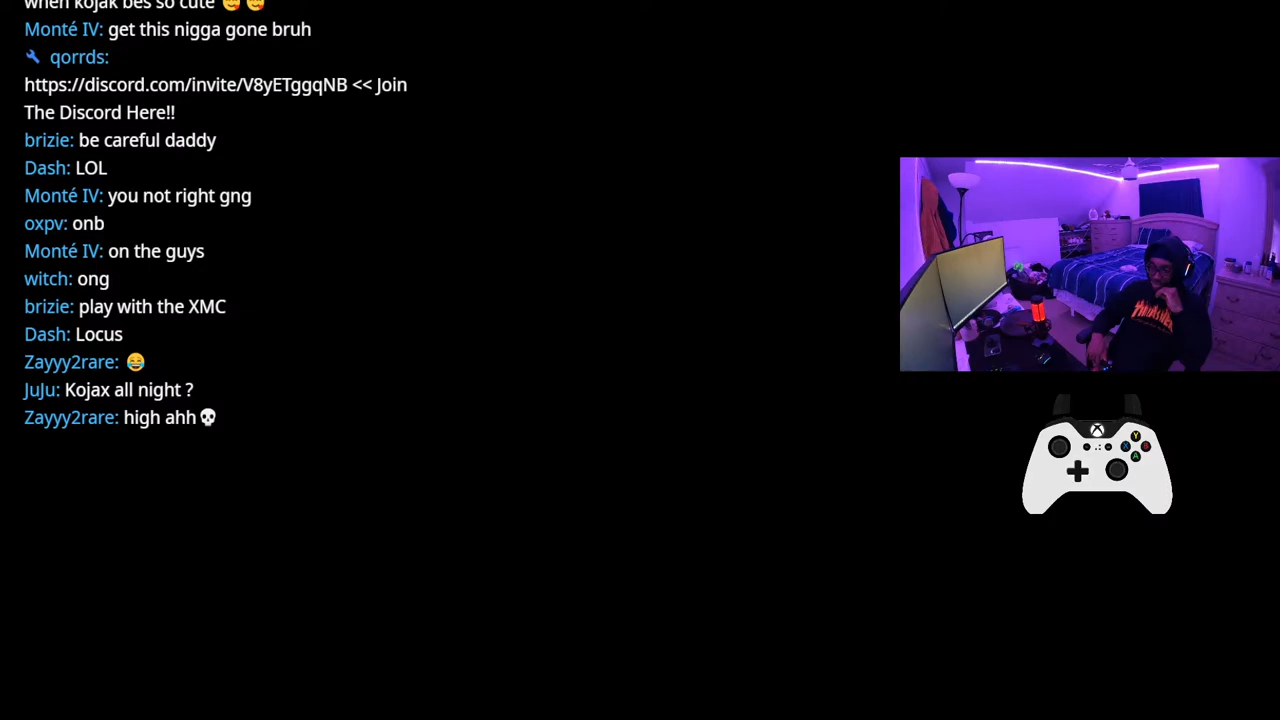 when kojak bes so cute 🥰🥰
Monté IV: get this nigga gone bruh
qorrds:
https://discord.com/invite/V8yETggqNB << Join
The Discord Here!!
brizie: be careful daddy
Dash: LOL
Monté IV: you not right gng
oxpv: onb
Monté IV: on the guys
witch: ong
brizie: play with the XMC
Dash: Locus
Zayyy2rare: 😂
JuJu: Kojax all night ?
Zayyy2rare: high ahh💀
THRASHER
Y
X
B
A